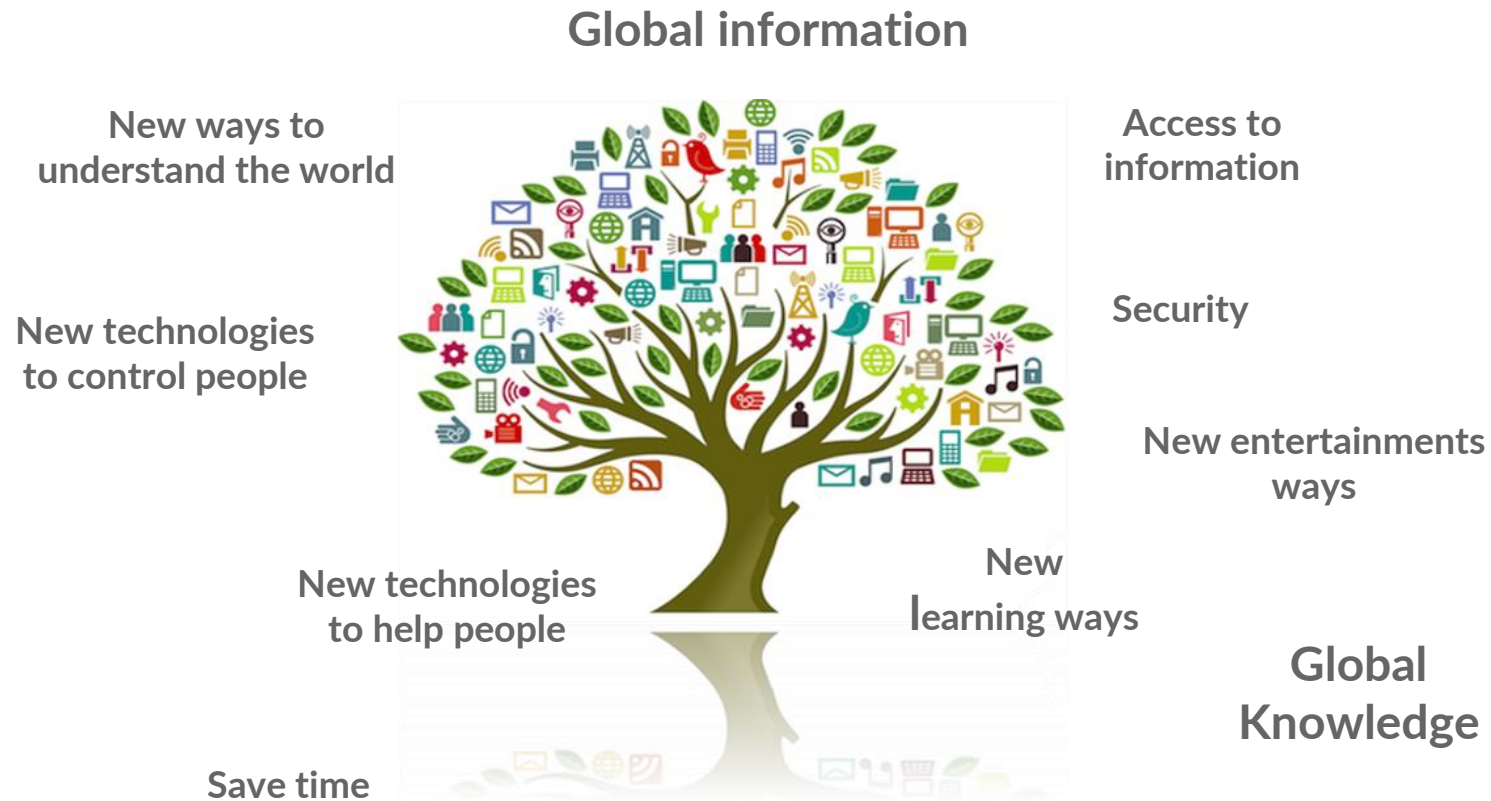 Global information
New ways to
understand the world
Access to
information
New technologies
to control people
Security
New entertainments
ways
New technologies
to help people
New
learning ways
Global
Knowledge
Save time